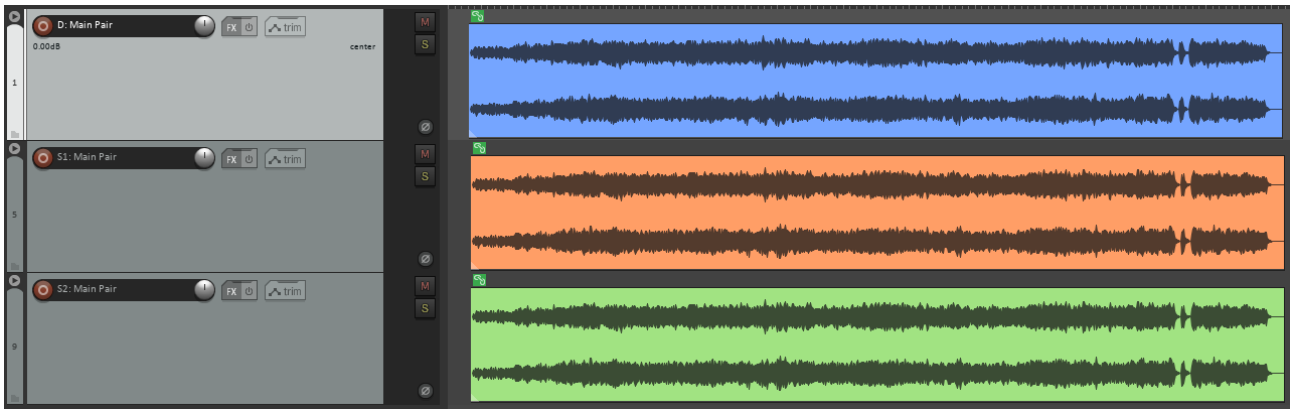 D: Main Pair
FX
trim
M
0.00dB
center
S
1
S1: Main Pair
FX
trim
M
S
5
S2: Main Pair
FX
trim
M
S
9